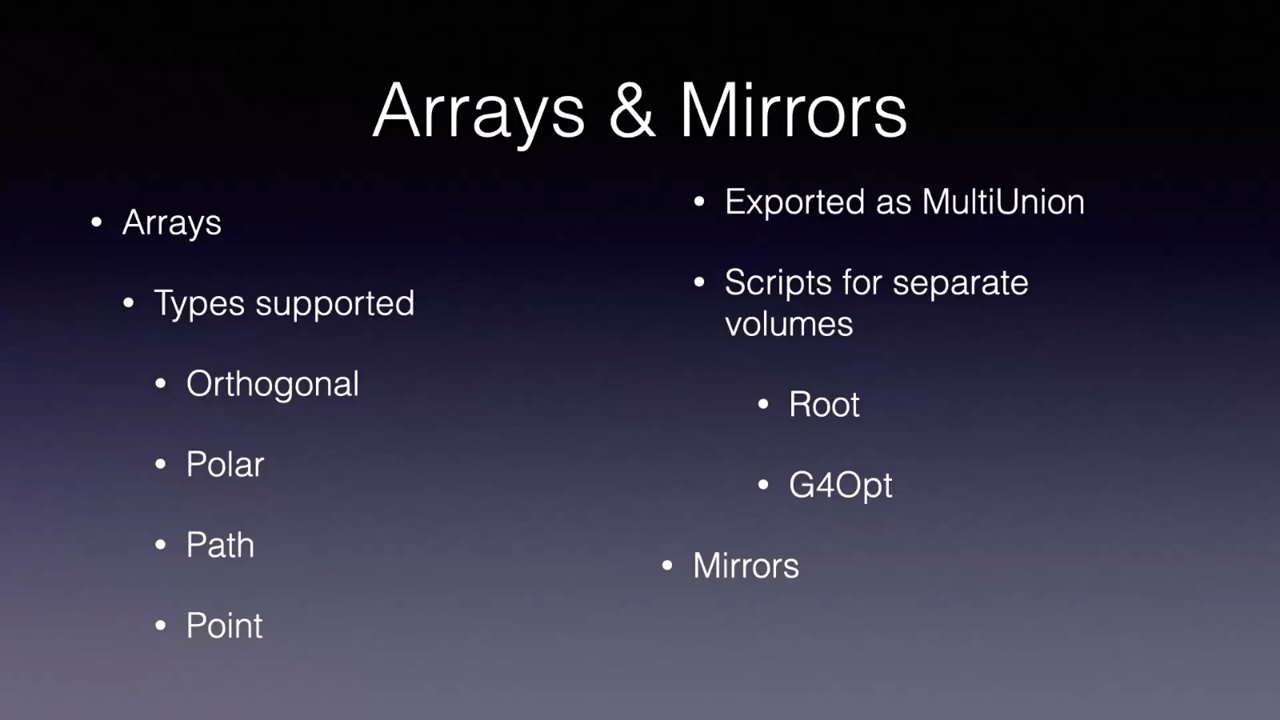 Arrays & Mirrors
• Arrays
• Types supported
• Orthogonal
• Polar
• Path
• Point
• Exported as MultiUnion
• Scripts for separate
volumes
• Root
• G4Opt
• Mirrors